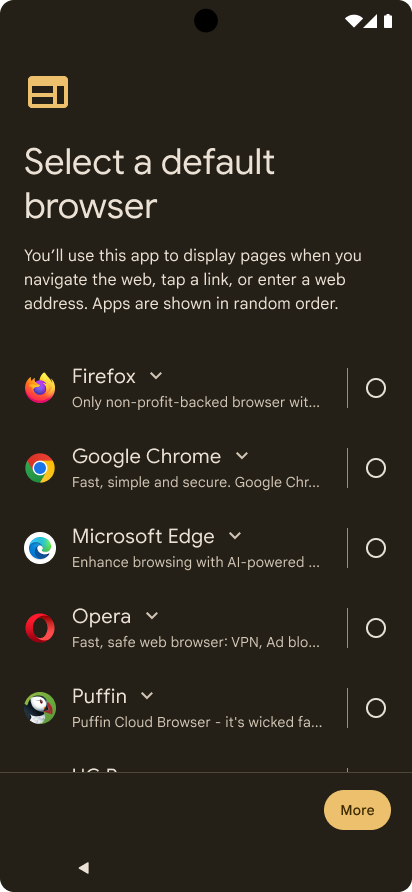 Select a default
browser
You’ll use this app to display pages when you
navigate the web, tap a link, or enter a web
address. Apps are shown in random order.
Firefox
Only non-profit-backed browser wit...
Google Chrome
Fast, simple and secure. Google Chr...
Microsoft Edge
Enhance browsing with AI-powered ...
Opera
Fast, safe web browser: VPN, Ad blo...
Puffin
Puffin Cloud Browser - it's wicked fa...
More